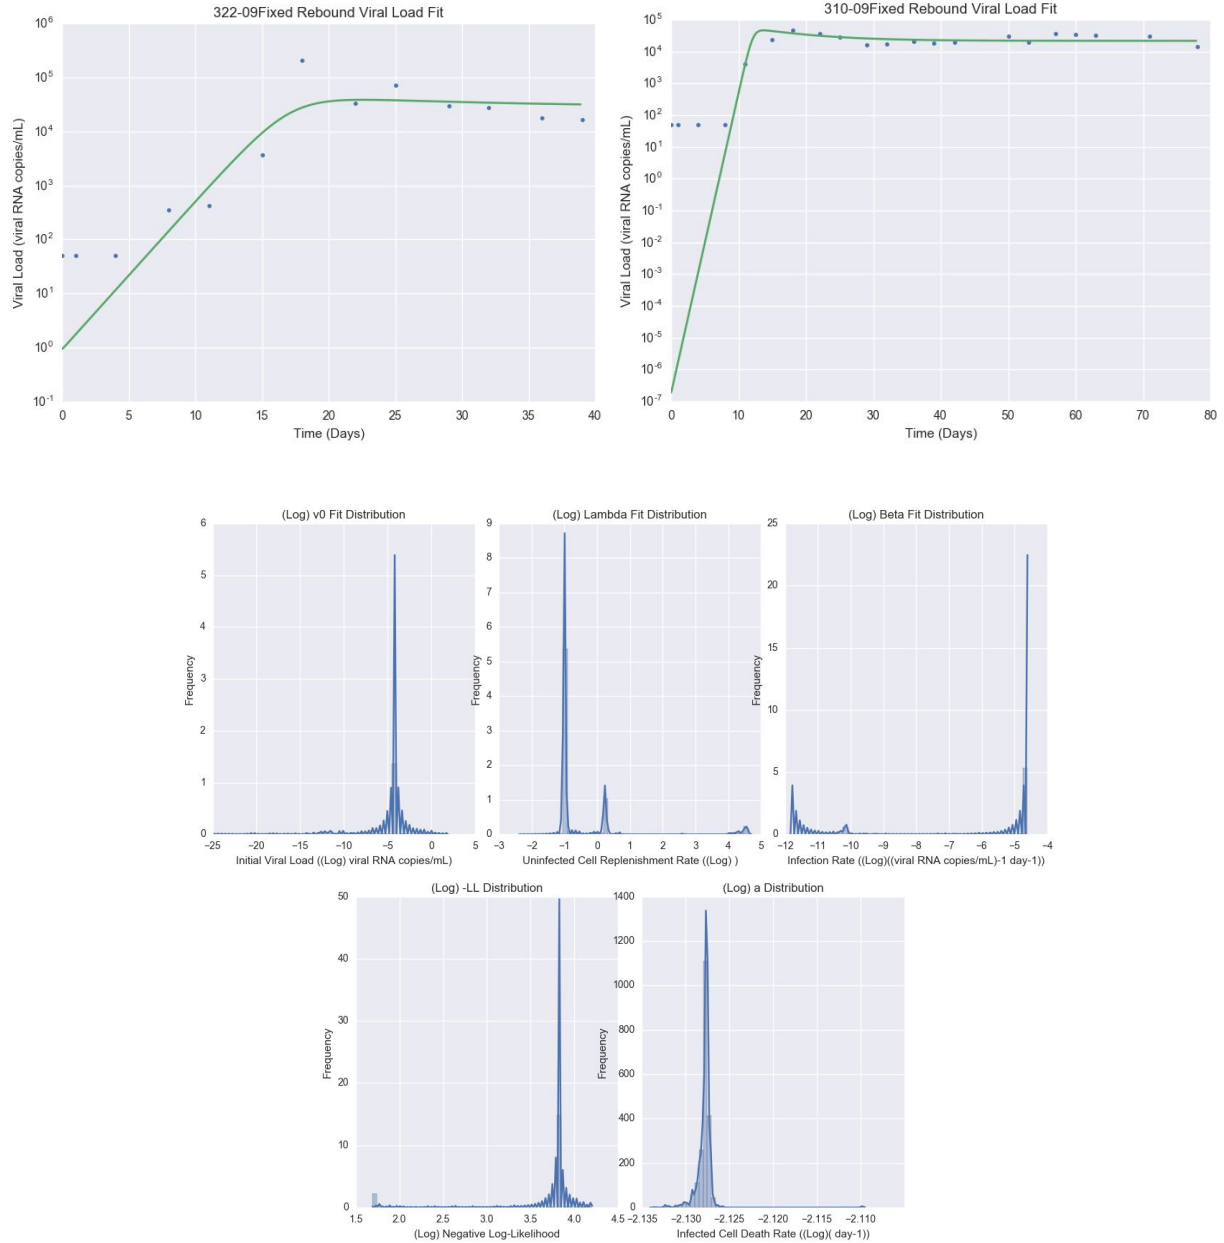 322-09Fixed Rebound Viral Load Fit
10^6
10^5
10^4
10^3
10^2
10^1
10^0
10^-1
Viral Load (viral RNA copies/mL)
0 5 10 15 20 25 30 35 40
Time (Days)
310-09Fixed Rebound Viral Load Fit
10^5
10^4
10^3
10^2
10^1
10^0
10^-1
10^-2
10^-3
10^-4
10^-5
10^-6
10^-7
Viral Load (viral RNA copies/mL)
0 10 20 30 40 50 60 70 80
Time (Days)
(Log) v0 Fit Distribution
6
5
4
3
2
1
0
Frequency
−25 −20 −15 −10 −5 0 5
Initial Viral Load ((Log) viral RNA copies/mL)
(Log) Lambda Fit Distribution
9
8
7
6
5
4
3
2
1
0
Frequency
−3 −2 −1 0 1 2 3 4 5
Uninfected Cell Replenishment Rate ((Log) )
(Log) Beta Fit Distribution
25
20
15
10
5
0
Frequency
−12 −11 −10 −9 −8 −7 −6 −5 −4
Infection Rate ((Log)((viral RNA copies/mL)-1 day-1))
(Log) -LL Distribution
50
40
30
20
10
0
Frequency
1.5 2.0 2.5 3.0 3.5 4.0 4.5
(Log) Negative Log-Likelihood
(Log) a Distribution
1400
1200
1000
800
600
400
200
0
Frequency
−2.135 −2.130 −2.125 −2.120 −2.115 −2.110
Infected Cell Death Rate ((Log)( day-1))